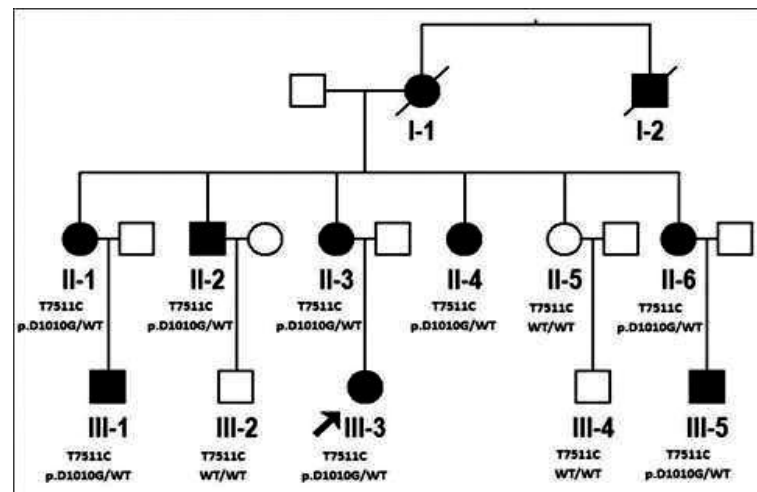 I-1 I-2
II-1 II-2 II-3 II-4 II-5 II-6
T7511C T7511C T7511C T7511C T7511C T7511C
p.D1010G/WT p.D1010G/WT p.D1010G/WT p.D1010G/WT WT/WT p.D1010G/WT
III-1 III-2 III-3 III-4 III-5
T7511C T7511C T7511C T7511C T7511C
p.D1010G/WT WT/WT p.D1010G/WT WT/WT p.D1010G/WT